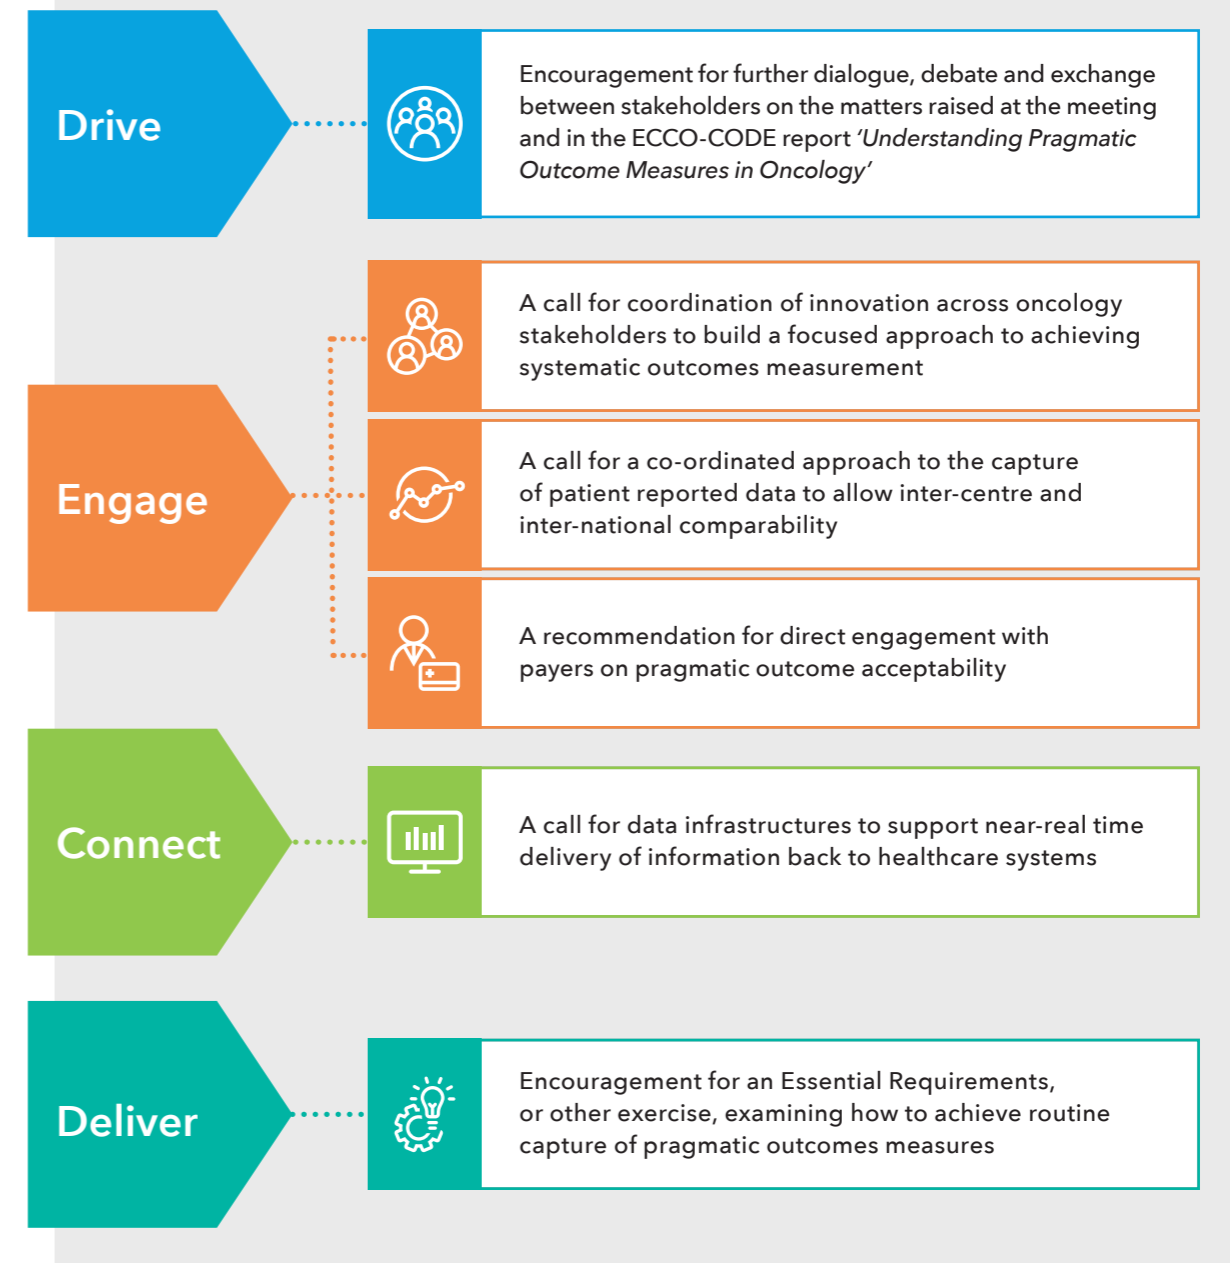 Drive
Encouragement for further dialogue, debate and exchange
between stakeholders on the matters raised at the meeting
and in the ECCO-CODE report ‘Understanding Pragmatic
Outcome Measures in Oncology’
Engage
A call for coordination of innovation across oncology
stakeholders to build a focused approach to achieving
systematic outcomes measurement
A call for a co-ordinated approach to the capture
of patient reported data to allow inter-centre and
inter-national comparability
A recommendation for direct engagement with
payers on pragmatic outcome acceptability
Connect
A call for data infrastructures to support near-real time
delivery of information back to healthcare systems
Deliver
Encouragement for an Essential Requirements,
or other exercise, examining how to achieve routine
capture of pragmatic outcomes measures